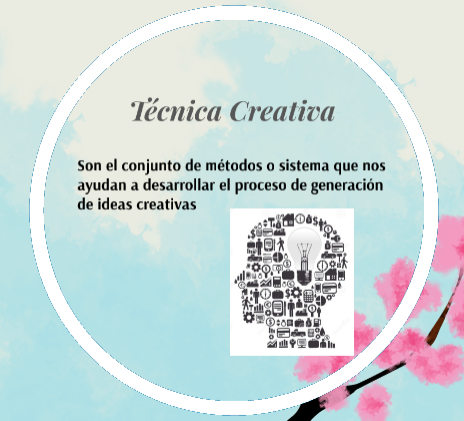 Técnica Creativa
Son el conjunto de métodos o sistema que nos
ayudan a desarrollar el proceso de generación
de ideas creativas